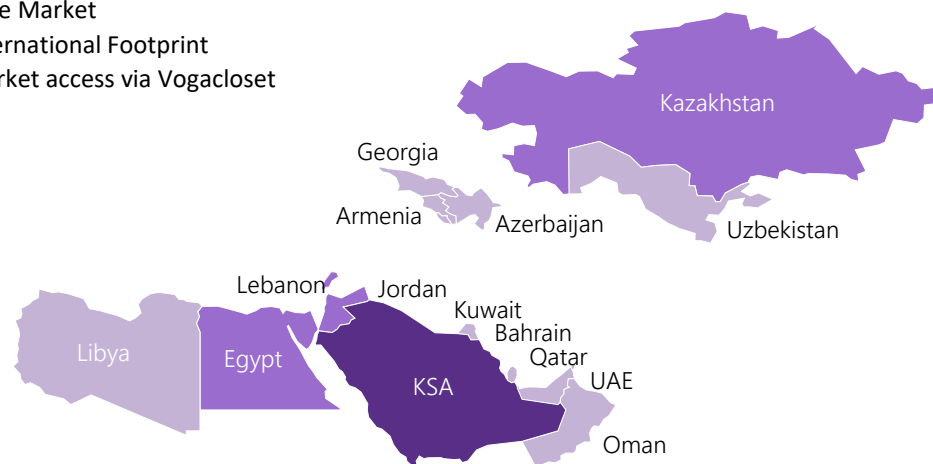 e Market
ernational Footprint
rket access via Vogacloset
Kazakhstan
Georgia
Armenia
Azerbaijan
Uzbekistan
Lebanon
Jordan
Kuwait
Bahrain
Qatar
Libya
Egypt
KSA
UAE
Oman